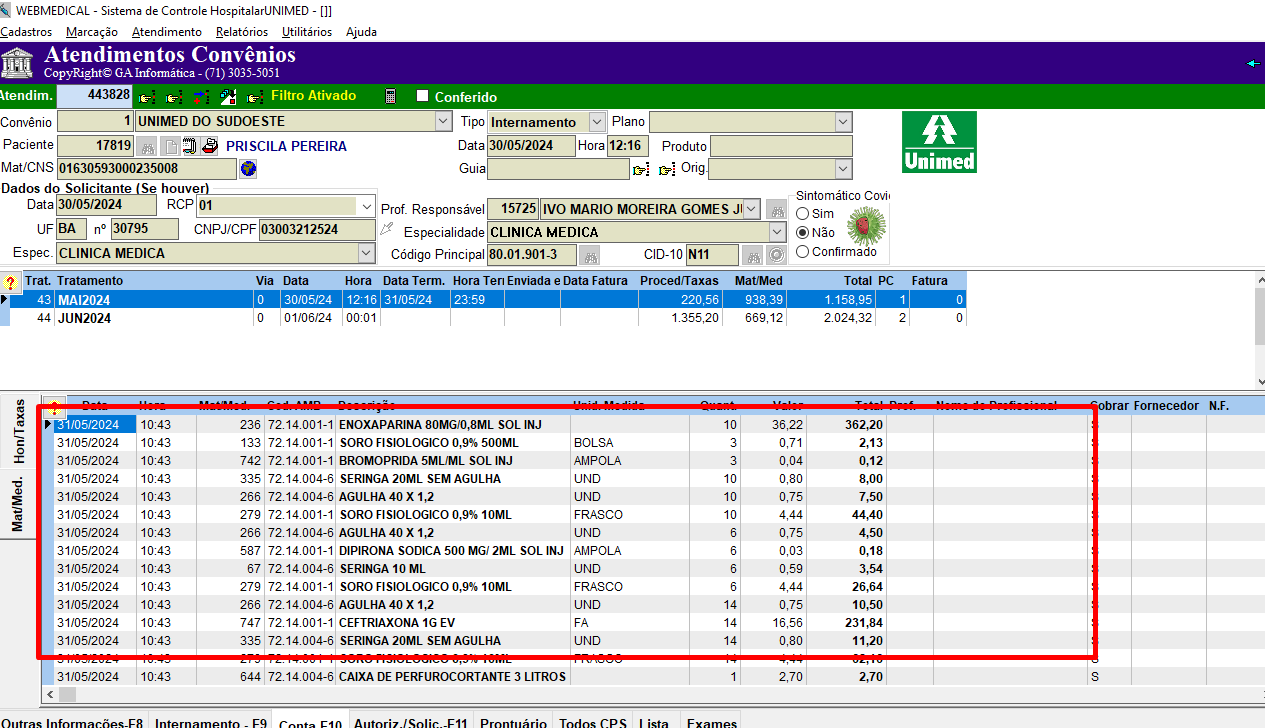 WEBMEDICAL - Sistema de Controle HospitalarUNIMED - []]
Cadastros Marcação Atendimento Relatórios Utilitários Ajuda
Atendimentos Convênios
CopyRight© GA Informática - (71) 3035-5051
Atendim. 443828 Filtro Ativado Conferido
Convênio 1 UNIMED DO SUDOESTE Tipo Internamento Plano
Paciente 17819 PRISCILA PEREIRA Data 30/05/2024 Hora 12:16 Produto
Unimed
Mat/CNS 01630593000235008 Guia Orig.
Dados do Solicitante (Se houver)
Data 30/05/2024 RCP 01 Prof. Responsável 15725 IVO MARIO MOREIRA GOMES JU
UF BA nº 30795 CNPJ/CPF 03003212524 Especialidade CLINICA MEDICA
Espec. CLINICA MEDICA Código Principal 80.01.901-3 CID-10 N11
Sintomático Covid
Sim
Não
Confirmado
? Trat. Tratamento Via Data Hora Data Term. Hora Teri Enviada e Data Fatura Proced/Taxas Mat/Med Total PC Fatura
43 MAI2024 0 30/05/24 12:16 31/05/24 23:59 220,56 938,39 1.158,95 1 0
44 JUN2024 0 01/06/24 00:01 1.355,20 669,12 2.024,32 2 0
Hon/Taxas
Mat/Med.
? Data Hora Mat/Med. Cod. AMB Descrição Unid. Medida Quant. Valor Total Prof. Nome do Profissional Cobrar Fornecedor N.F.
31/05/2024 10:43 236 72.14.001-1 ENOXAPARINA 80MG/0,8ML SOL INJ 10 36,22 362,20 S
31/05/2024 10:43 133 72.14.001-1 SORO FISIOLOGICO 0,9% 500ML BOLSA 3 0,71 2,13 S
31/05/2024 10:43 742 72.14.001-1 BROMOPRIDA 5ML/ML SOL INJ AMPOLA 3 0,04 0,12 S
31/05/2024 10:43 335 72.14.004-6 SERINGA 20ML SEM AGULHA UND 10 0,80 8,00 S
31/05/2024 10:43 266 72.14.004-6 AGULHA 40 X 1,2 UND 10 0,75 7,50 S
31/05/2024 10:43 279 72.14.001-1 SORO FISIOLOGICO 0,9% 10ML FRASCO 10 4,44 44,40 S
31/05/2024 10:43 266 72.14.004-6 AGULHA 40 X 1,2 UND 6 0,75 4,50 S
31/05/2024 10:43 587 72.14.001-1 DIPIRONA SODICA 500 MG/ 2ML SOL INJ AMPOLA 6 0,03 0,18 S
31/05/2024 10:43 67 72.14.004-6 SERINGA 10 ML UND 6 0,59 3,54 S
31/05/2024 10:43 279 72.14.001-1 SORO FISIOLOGICO 0,9% 10ML FRASCO 6 4,44 26,64 S
31/05/2024 10:43 266 72.14.004-6 AGULHA 40 X 1,2 UND 14 0,75 10,50 S
31/05/2024 10:43 747 72.14.001-1 CEFTRIAXONA 1G EV FA 14 16,56 231,84 S
31/05/2024 10:43 335 72.14.004-6 SERINGA 20ML SEM AGULHA UND 14 0,80 11,20 S
31/05/2024 10:43 279 72.14.001-1 SORO FISIOLOGICO 0,9% 10ML FRASCO 14 4,44 62,16 S
31/05/2024 10:43 644 72.14.004-6 CAIXA DE PERFUROCORTANTE 3 LITROS 1 2,70 2,70 S
Outras Informações-F8 Internamento - F9 Conta F10 Autoriz./Solic.-F11 Prontuário Todos CPS Lista Exames